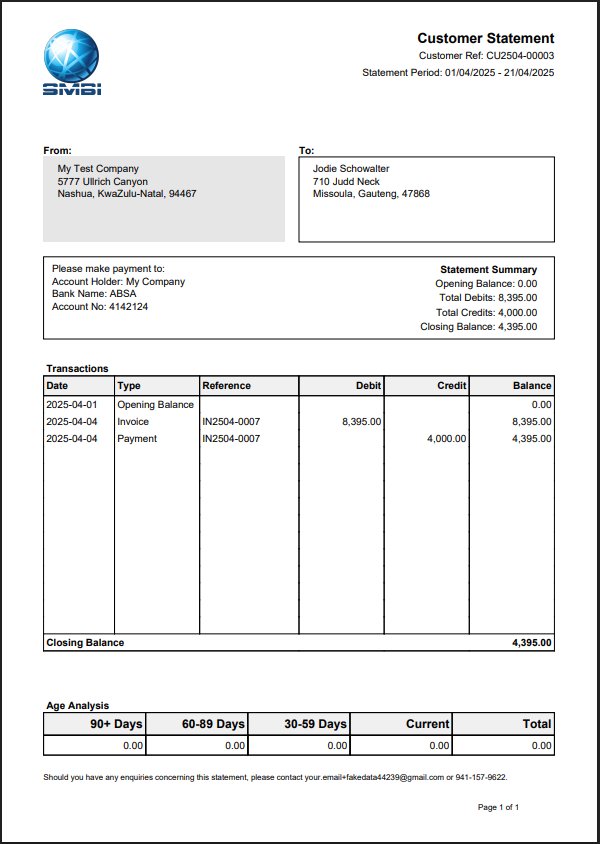 SMBi
Customer Statement
Customer Ref: CU2504-00003
Statement Period: 01/04/2025 - 21/04/2025
From:
My Test Company
5777 Ullrich Canyon
Nashua, KwaZulu-Natal, 94467
To:
Jodie Schowalter
710 Judd Neck
Missoula, Gauteng, 47868
Please make payment to:
Account Holder: My Company
Bank Name: ABSA
Account No: 4142124
Statement Summary
Opening Balance: 0.00
Total Debits: 8,395.00
Total Credits: 4,000.00
Closing Balance: 4,395.00
Transactions
Date Type Reference Debit Credit Balance
2025-04-01 Opening Balance 0.00
2025-04-04 Invoice IN2504-0007 8,395.00 8,395.00
2025-04-04 Payment IN2504-0007 4,000.00 4,395.00
Closing Balance 4,395.00
Age Analysis
90+ Days 60-89 Days 30-59 Days Current Total
0.00 0.00 0.00 0.00 0.00
Should you have any enquiries concerning this statement, please contact your.email+fakedata44239@gmail.com or 941-157-9622.
Page 1 of 1